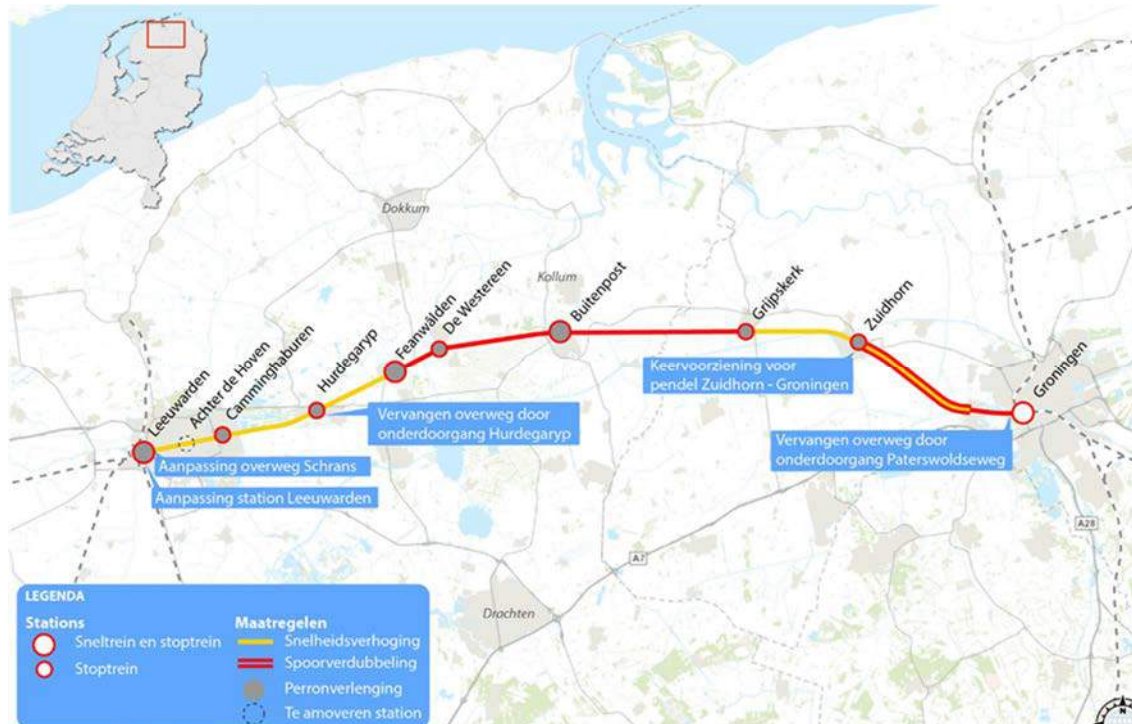 Dokkum
Kollum
Leeuwarden
Achter de Hoven
Camminghaburen
Hurdegaryp
Feanwâlden
De Westereen
Buitenpost
Grijpskerk
Zuidhorn
Groningen
Keervoorziening voor
pendel Zuidhorn - Groningen
Vervangen overweg door
onderdoorgang Hurdegaryp
Vervangen overweg door
onderdoorgang Paterswoldseweg
Aanpassing overweg Schrans
Aanpassing station Leeuwarden
A28
A7
Drachten
LEGENDA
Stations
Sneltrein en stoptrein
Stoptrein
Maatregelen
Snelheidsverhoging
Spoorverdubbeling
Perronverlenging
Te amoveren station
N